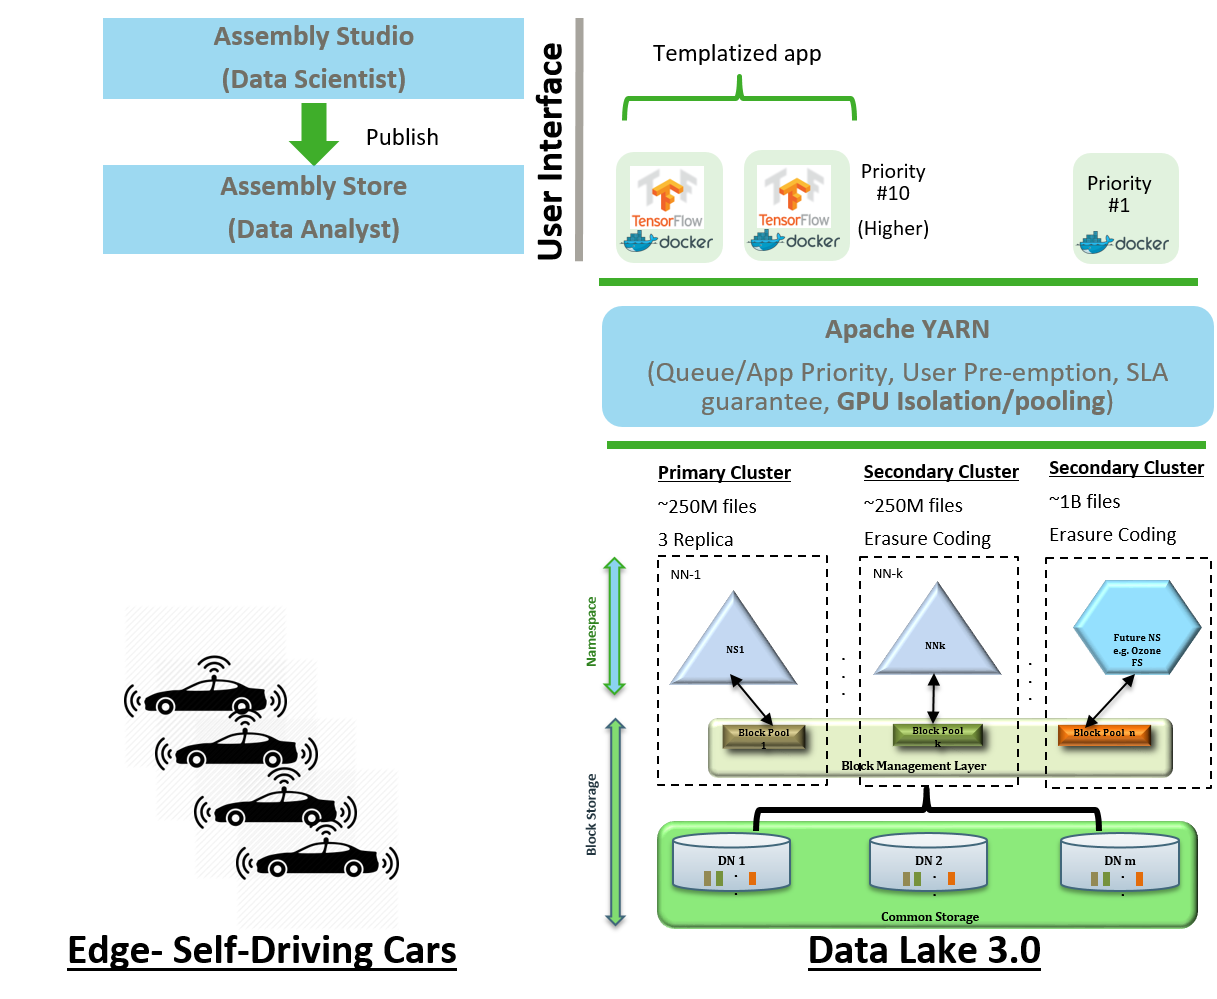 Assembly Studio
(Data Scientist)
Publish
Assembly Store
(Data Analyst)
User Interface
Templatized app
TensorFlow
docker
TensorFlow
docker
Priority
#10
(Higher)
Priority
#1
docker
Apache YARN
(Queue/App Priority, User Pre-emption, SLA
guarantee, GPU Isolation/pooling)
Primary Cluster
~250M files
3 Replica
Secondary Cluster
~250M files
Erasure Coding
Secondary Cluster
~1B files
Erasure Coding
Namespace
NN-1
NS1
NN-k
NNk
Future NS
e.g. Ozone
FS
Block Storage
Block Pool
1
Block Pool
k
Block Pool n
Block Management Layer
DN 1
DN 2
DN m
Common Storage
Edge- Self-Driving Cars
Data Lake 3.0